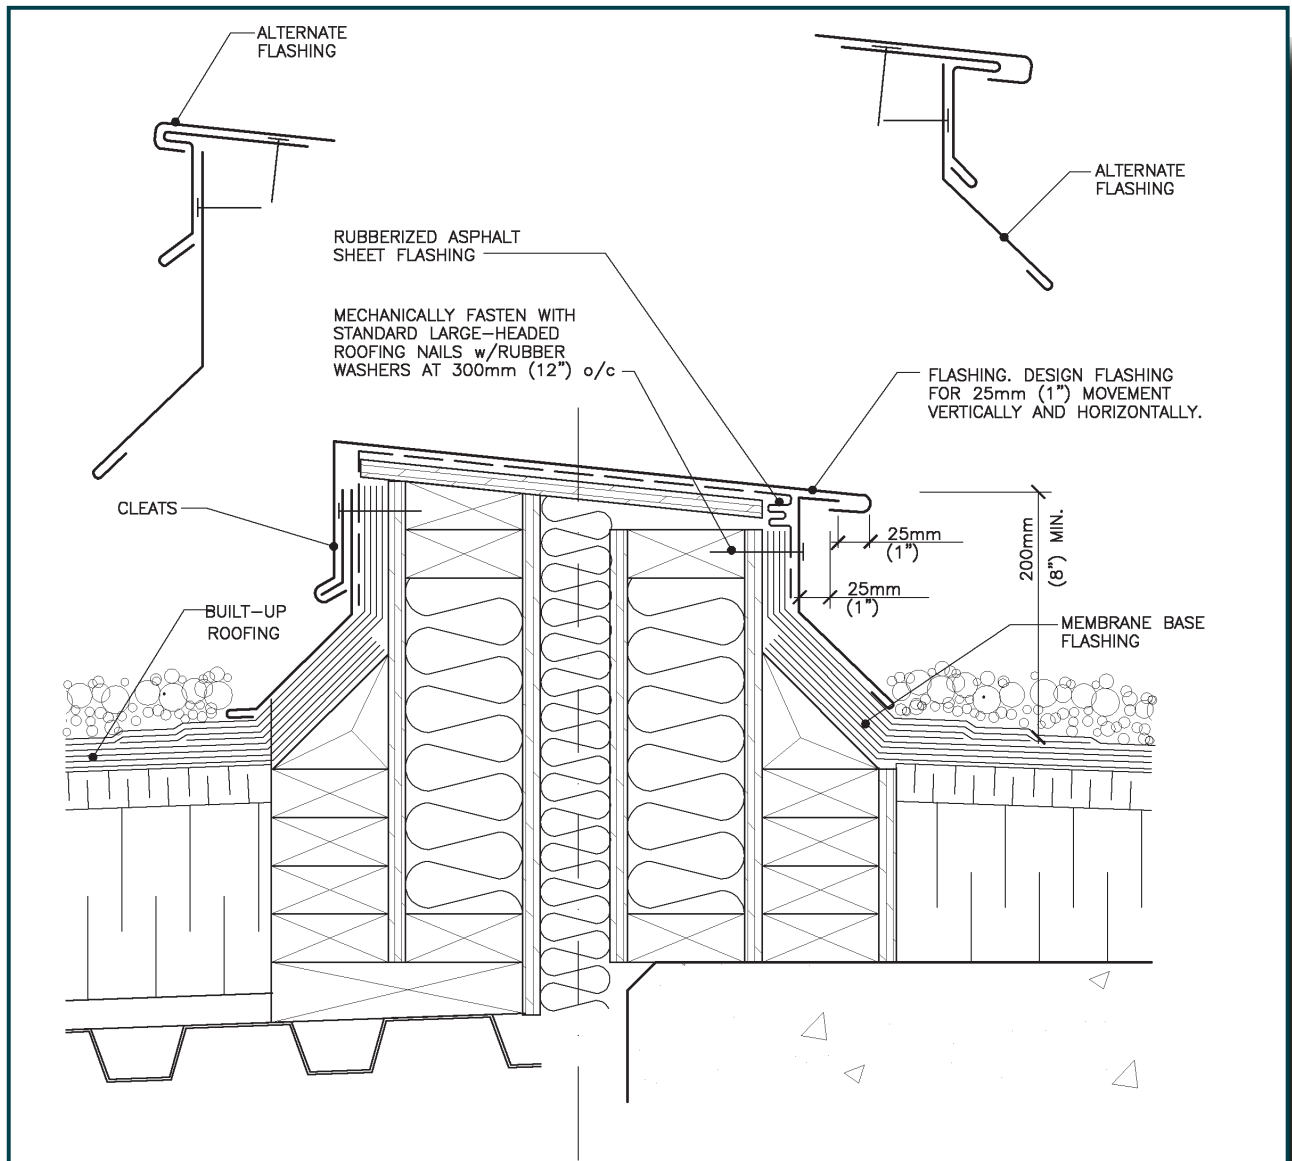 ALTERNATE
FLASHING
ALTERNATE
FLASHING
RUBBERIZED ASPHALT
SHEET FLASHING
MECHANICALLY FASTEN WITH
STANDARD LARGE-HEADED
ROOFING NAILS w/RUBBER
WASHERS AT 300mm (12") o/c
FLASHING. DESIGN FLASHING
FOR 25mm (1") MOVEMENT
VERTICALLY AND HORIZONTALLY.
CLEATS
25mm
(1")
200mm
(8") MIN.
25mm
(1")
BUILT-UP
ROOFING
MEMBRANE BASE
FLASHING